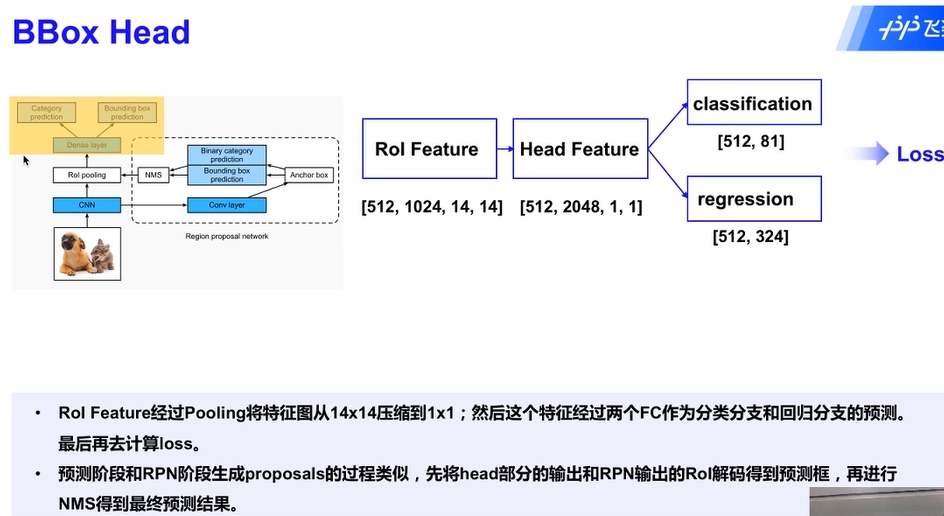 BBox Head
飞
Category
prediction
Bounding box
prediction
Dense layer
RoI pooling
NMS
Binary category
prediction
Bounding box
prediction
Anchor box
CNN
Conv layer
Region proposal network
RoI Feature
[512, 1024, 14, 14]
Head Feature
[512, 2048, 1, 1]
classification
[512, 81]
regression
[512, 324]
Loss
• RoI Feature经过Pooling将特征图从14x14压缩到1x1；然后这个特征经过两个FC作为分类分支和回归分支的预测。
最后再去计算loss。
• 预测阶段和RPN阶段生成proposals的过程类似，先将head部分的输出和RPN输出的RoI解码得到预测框，再进行
NMS得到最终预测结果。